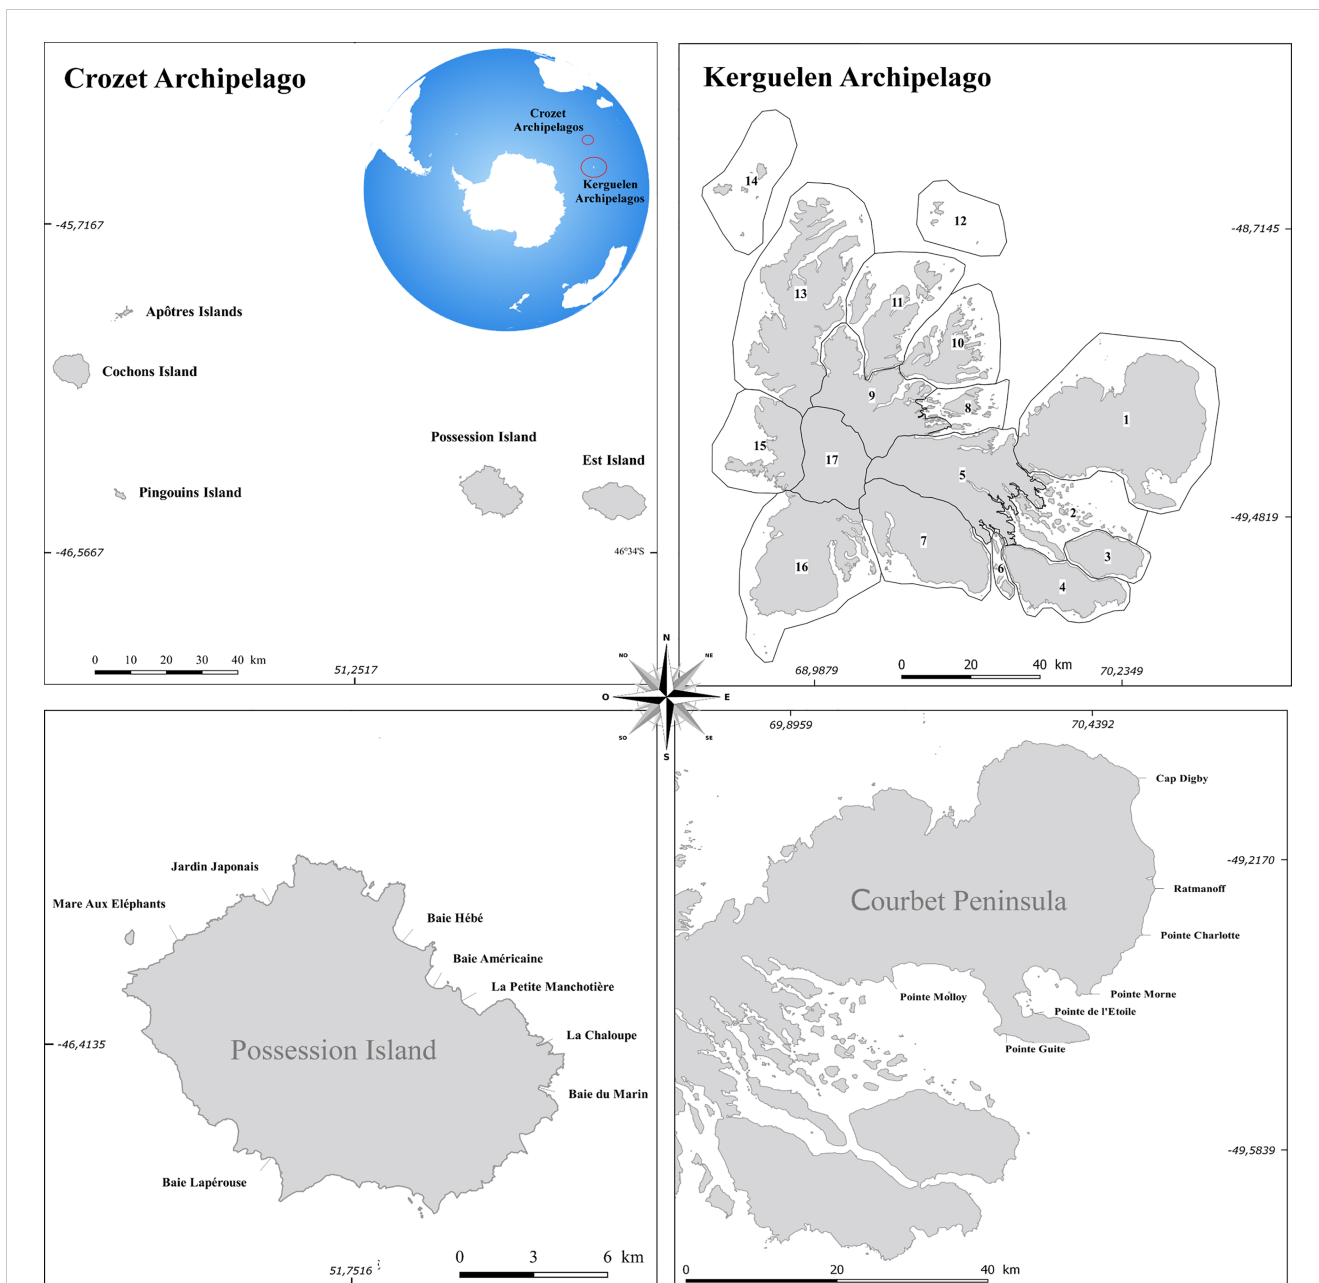 Crozet Archipelago
Crozet
Archipelagos
Kerguelen
Archipelagos
-45,7167
Apôtres Islands
Cochons Island
Possession Island
Est Island
Pingouins Island
-46,5667
46°34'S
0 10 20 30 40 km
51,2517
Kerguelen Archipelago
14
12
-48,7145
13
11
10
9
8
1
15
17
5
2
-49,4819
7
3
16
6
4
0 20 40 km
68,9879
70,2349
N
NO
NE
O
E
SO
SE
S
Jardin Japonais
Mare Aux Eléphants
Baie Hébé
Baie Américaine
La Petite Manchotière
La Chaloupe
-46,4135
Possession Island
Baie du Marin
Baie Lapérouse
0 3 6 km
51,7516
69,8959
70,4392
Cap Digby
-49,2170
Courbet Peninsula
Ratmanoff
Pointe Charlotte
Pointe Molloy
Pointe Morne
Pointe de l'Etoile
Pointe Guite
-49,5839
0 20 40 km